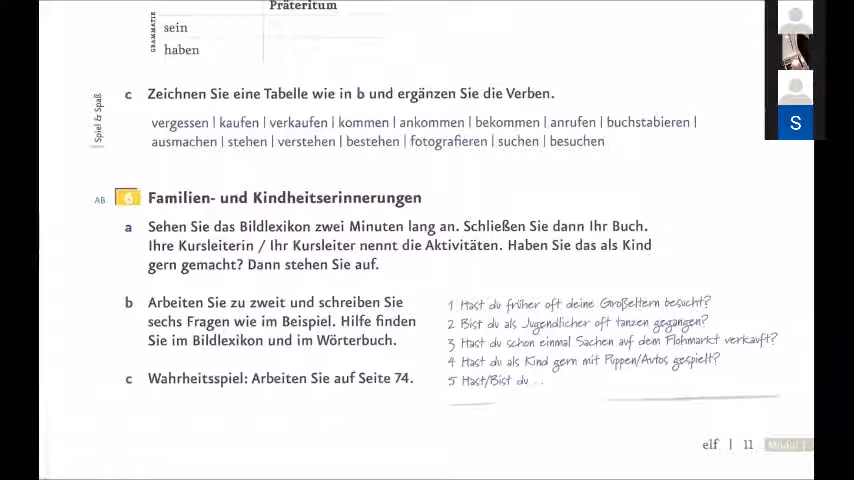 Präteritum
GRAMMATIK
sein
haben
Spiel & Spaß
c Zeichnen Sie eine Tabelle wie in b und ergänzen Sie die Verben.
vergessen | kaufen | verkaufen | kommen | ankommen | bekommen | anrufen | buchstabieren |
ausmachen | stehen | verstehen | bestehen | fotografieren | suchen | besuchen
AB 6 Familien- und Kindheitserinnerungen
a Sehen Sie das Bildlexikon zwei Minuten lang an. Schließen Sie dann Ihr Buch.
Ihre Kursleiterin / Ihr Kursleiter nennt die Aktivitäten. Haben Sie das als Kind
gern gemacht? Dann stehen Sie auf.
b Arbeiten Sie zu zweit und schreiben Sie
sechs Fragen wie im Beispiel. Hilfe finden
Sie im Bildlexikon und im Wörterbuch.
1 Hast du früher oft deine Großeltern besucht?
2 Bist du als Jugendlicher oft tanzen gegangen?
3 Hast du schon einmal Sachen auf dem Flohmarkt verkauft?
4 Hast du als Kind gern mit Puppen/Autos gespielt?
5 Hast/Bist du ...
c Wahrheitsspiel: Arbeiten Sie auf Seite 74.
elf | 11 Modul 1
S